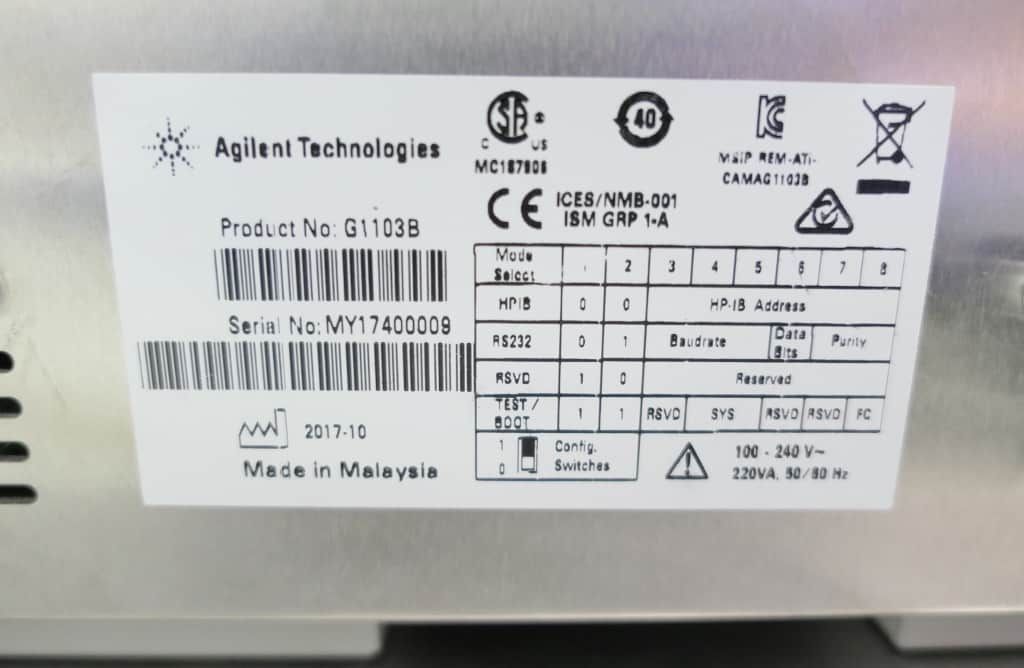 Agilent Technologies
Product No: G1103B
Serial No: MY17400009
2017-10
Made in Malaysia
C US
MC187806
40
MSIP REM-ATi-
CAMAG1103B
CE ICES/NMB-001
ISM GRP 1-A
Mode Select 1 2 3 4 5 6 7 8
HPIB 0 0 HP-IB Address
RS232 0 1 Baudrate Data Bits Purity
RSVD 1 0 Reserved
TEST / BOOT 1 1 RSVD SYS RSVD RSVD FC
1 Config.
0 Switches
100 - 240 V~
220VA, 50/60 Hz